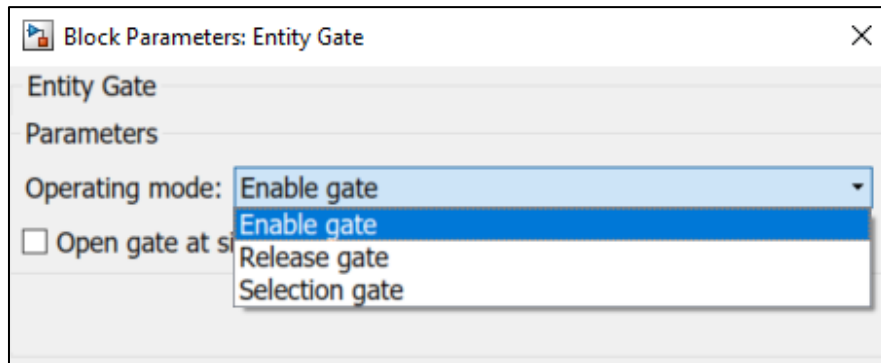 Block Parameters: Entity Gate
Entity Gate
Parameters
Operating mode: Enable gate
Enable gate
Open gate at
Release gate
Selection gate